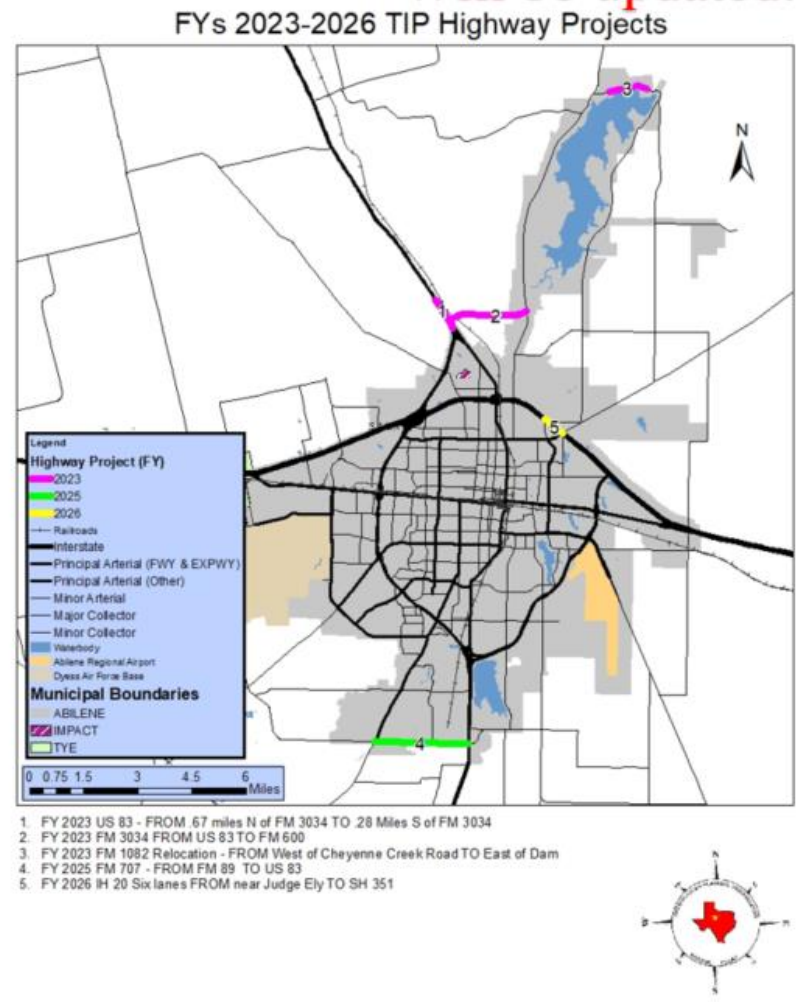 FYs 2023-2026 TIP Highway Projects
N
3
1
2
5
4
Legend
Highway Project (FY)
2023
2025
2026
Railroads
Interstate
Principal Arterial (FWY & EXPWY)
Principal Arterial (Other)
Minor Arterial
Major Collector
Minor Collector
Waterbody
Abilene Regional Airport
Dyess Air Force Base
Municipal Boundaries
ABILENE
IMPACT
TYE
0 0.75 1.5 3 4.5 6
Miles
1. FY 2023 US 83 - FROM .67 miles N of FM 3034 TO .28 Miles S of FM 3034
2. FY 2023 FM 3034 FROM US 83 TO FM 600
3. FY 2023 FM 1082 Relocation - FROM West of Cheyenne Creek Road TO East of Dam
4. FY 2025 FM 707 - FROM FM 89 TO US 83
5. FY 2026 IH 20 Six lanes FROM near Judge Ely TO SH 351
N
S